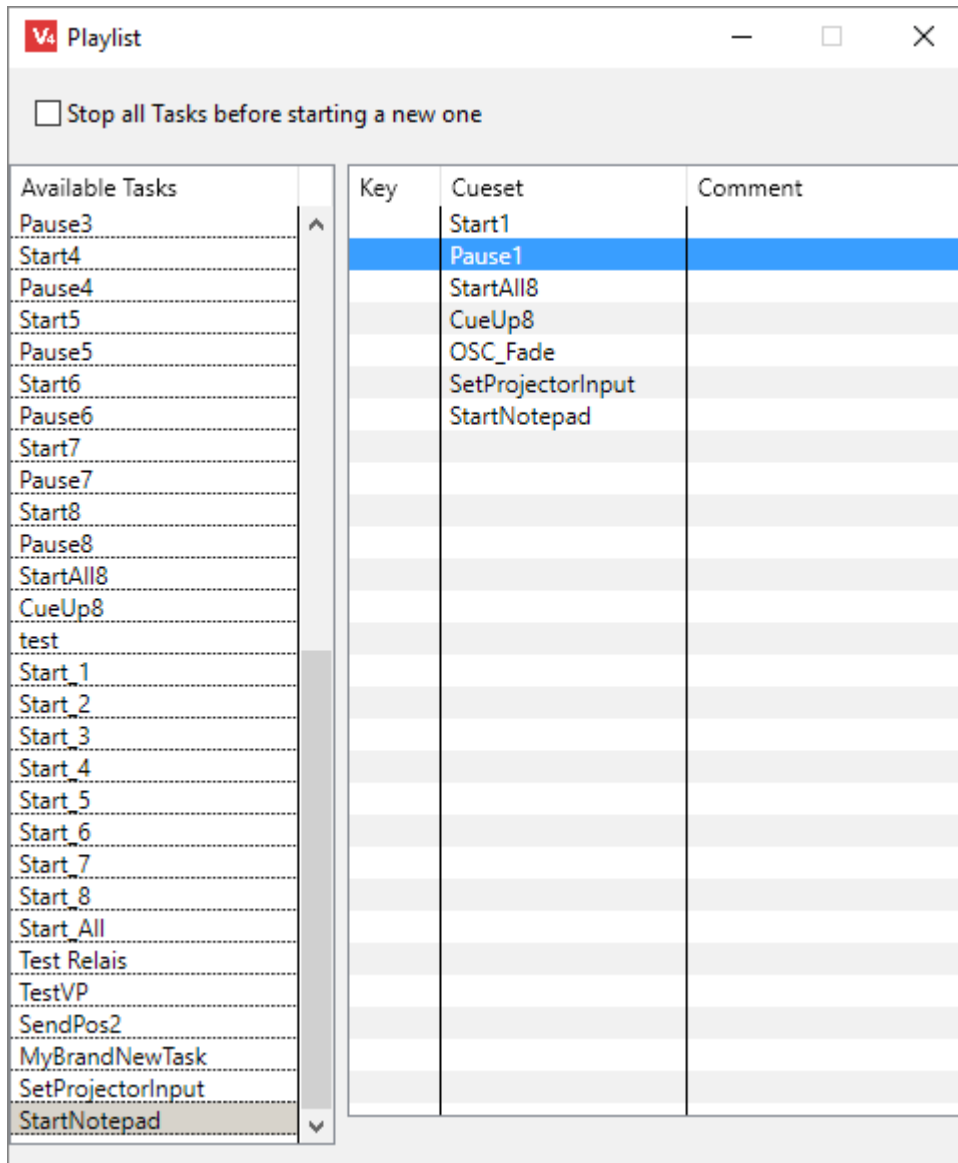 V4 Playlist
Stop all Tasks before starting a new one
Available Tasks
Pause3
Start4
Pause4
Start5
Pause5
Start6
Pause6
Start7
Pause7
Start8
Pause8
StartAll8
CueUp8
test
Start_1
Start_2
Start_3
Start_4
Start_5
Start_6
Start_7
Start_8
Start_All
Test Relais
TestVP
SendPos2
MyBrandNewTask
SetProjectorInput
StartNotepad
Key Cueset Comment
Start1
Pause1
StartAll8
CueUp8
OSC_Fade
SetProjectorInput
StartNotepad